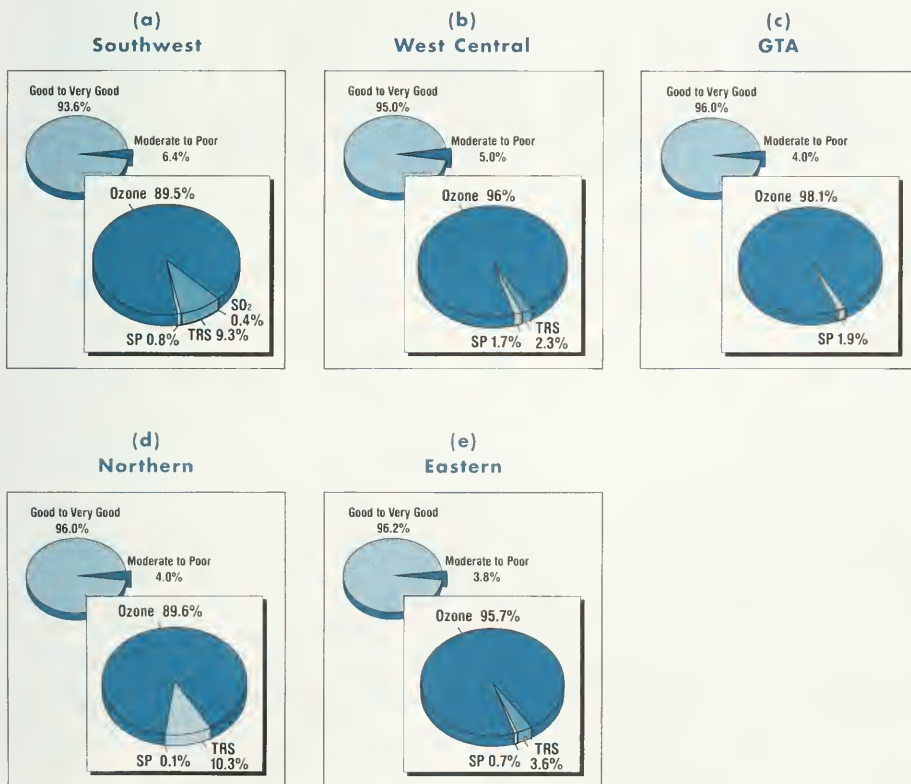 (a)
Southwest
Good to Very Good
93.6%
Moderate to Poor
6.4%
Ozone 89.5%
SO₂
0.4%
SP 0.8%
TRS 9.3%
(b)
West Central
Good to Very Good
95.0%
Moderate to Poor
5.0%
Ozone 96%
SP 1.7%
TRS
2.3%
(c)
GTA
Good to Very Good
96.0%
Moderate to Poor
4.0%
Ozone 98.1%
SP 1.9%
(d)
Northern
Good to Very Good
96.0%
Moderate to Poor
4.0%
Ozone 89.6%
SP 0.1%
TRS
10.3%
(e)
Eastern
Good to Very Good
96.2%
Moderate to Poor
3.8%
Ozone 95.7%
SP 0.7%
TRS
3.6%